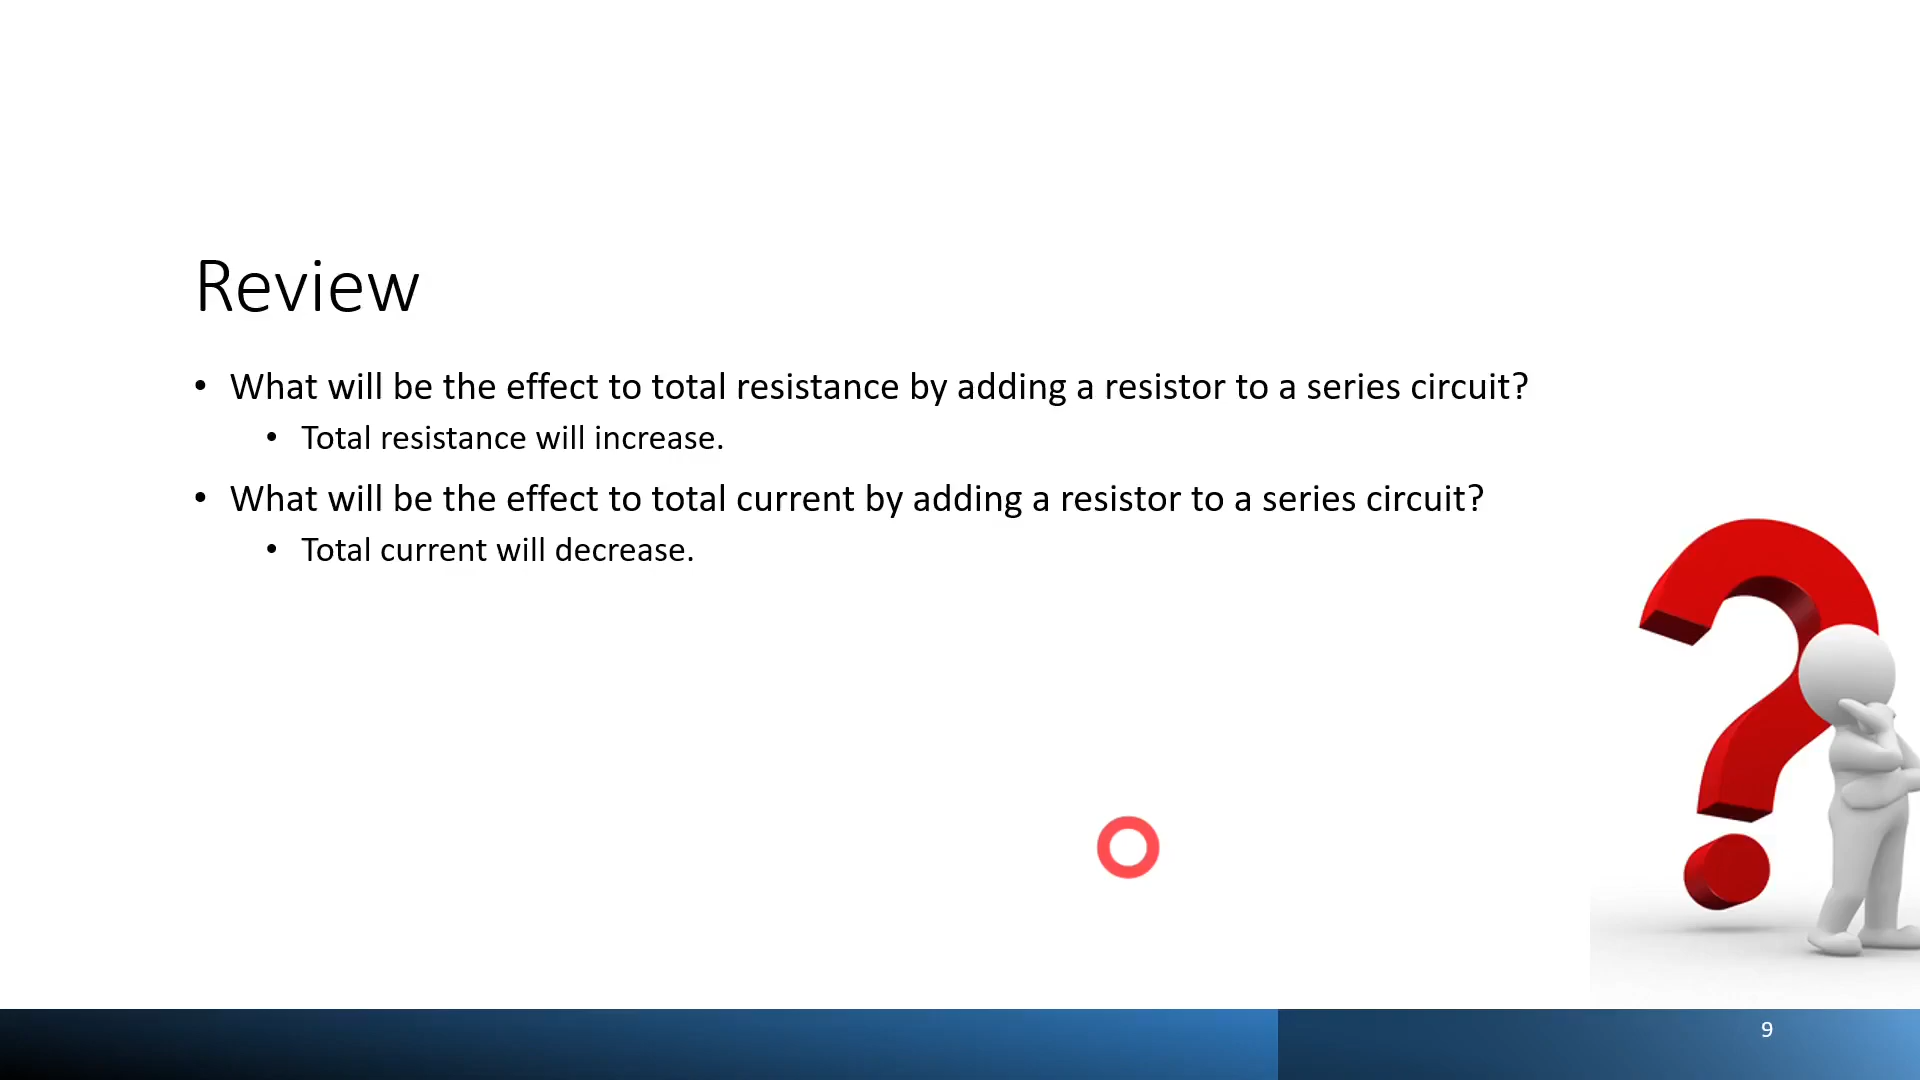 Review
• What will be the effect to total resistance by adding a resistor to a series circuit?
• Total resistance will increase.
• What will be the effect to total current by adding a resistor to a series circuit?
• Total current will decrease.
9